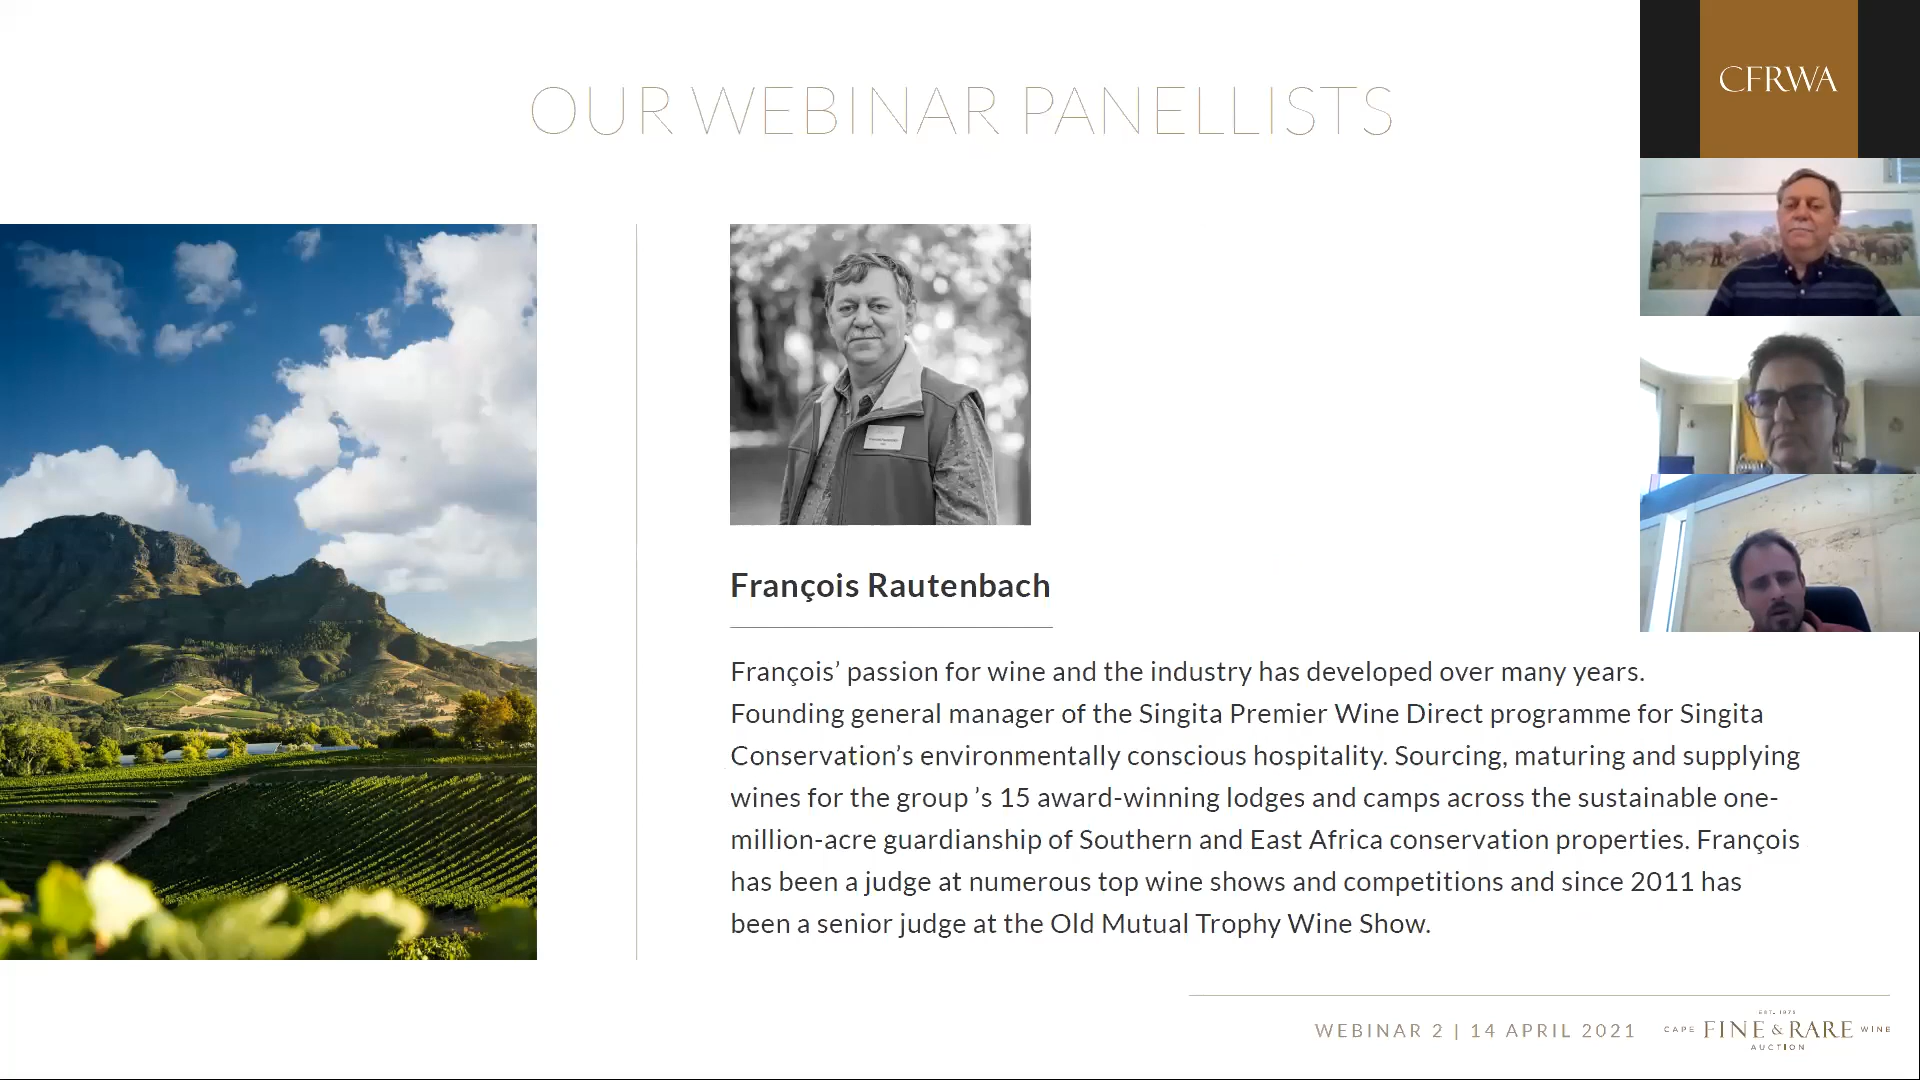 OUR WEBINAR PANELLISTS
CFRWA
François Rautenbach
François’ passion for wine and the industry has developed over many years.
Founding general manager of the Singita Premier Wine Direct programme for Singita
Conservation’s environmentally conscious hospitality. Sourcing, maturing and supplying
wines for the group ’s 15 award-winning lodges and camps across the sustainable one-
million-acre guardianship of Southern and East Africa conservation properties. François
has been a judge at numerous top wine shows and competitions and since 2011 has
been a senior judge at the Old Mutual Trophy Wine Show.
WEBINAR 2 | 14 APRIL 2021
CAPE FINE & RARE WINE
AUCTION